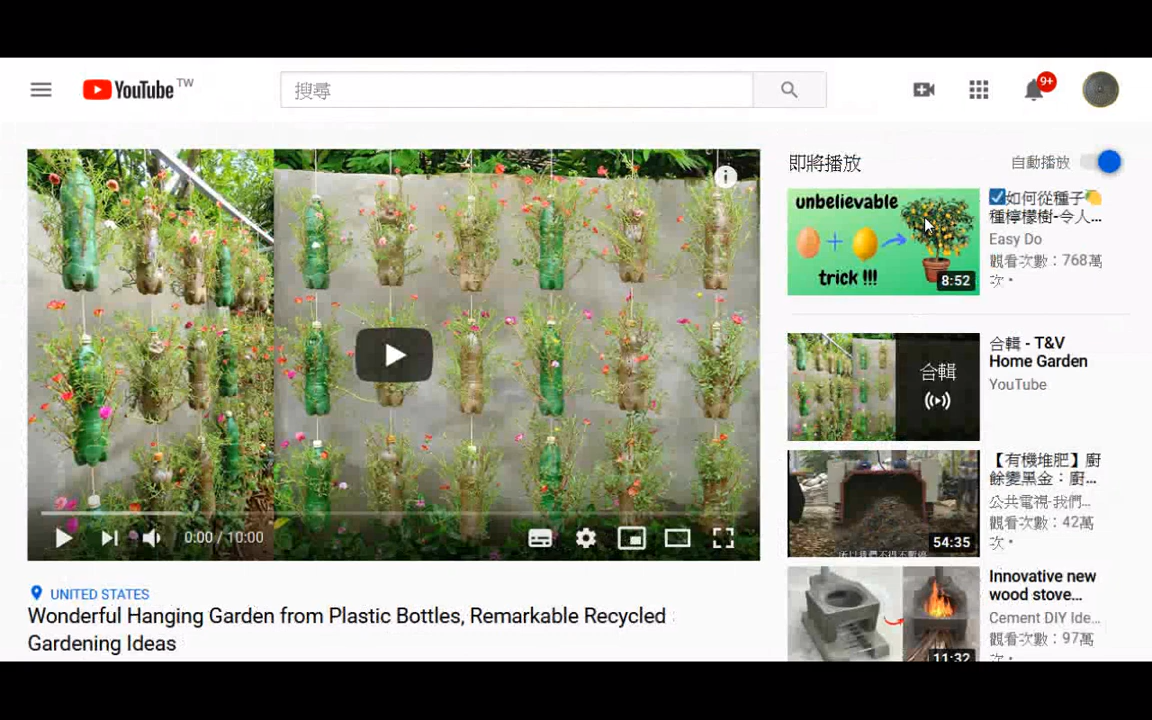 YouTube TW
搜尋
9+
即將播放
自動播放
unbelievable
trick !!!
8:52
☑如何從種子🍋
種檸檬樹-令人...
Easy Do
觀看次數：768萬
次・
合輯
合輯 - T&V
Home Garden
YouTube
54:35
【有機堆肥】廚
餘變黑金：廚...
公共電視-我們...
觀看次數：42萬
次・
11:32
Innovative new
wood stove...
Cement DIY Ide...
觀看次數：97萬
次・
0:00 / 10:00
UNITED STATES
Wonderful Hanging Garden from Plastic Bottles, Remarkable Recycled
Gardening Ideas